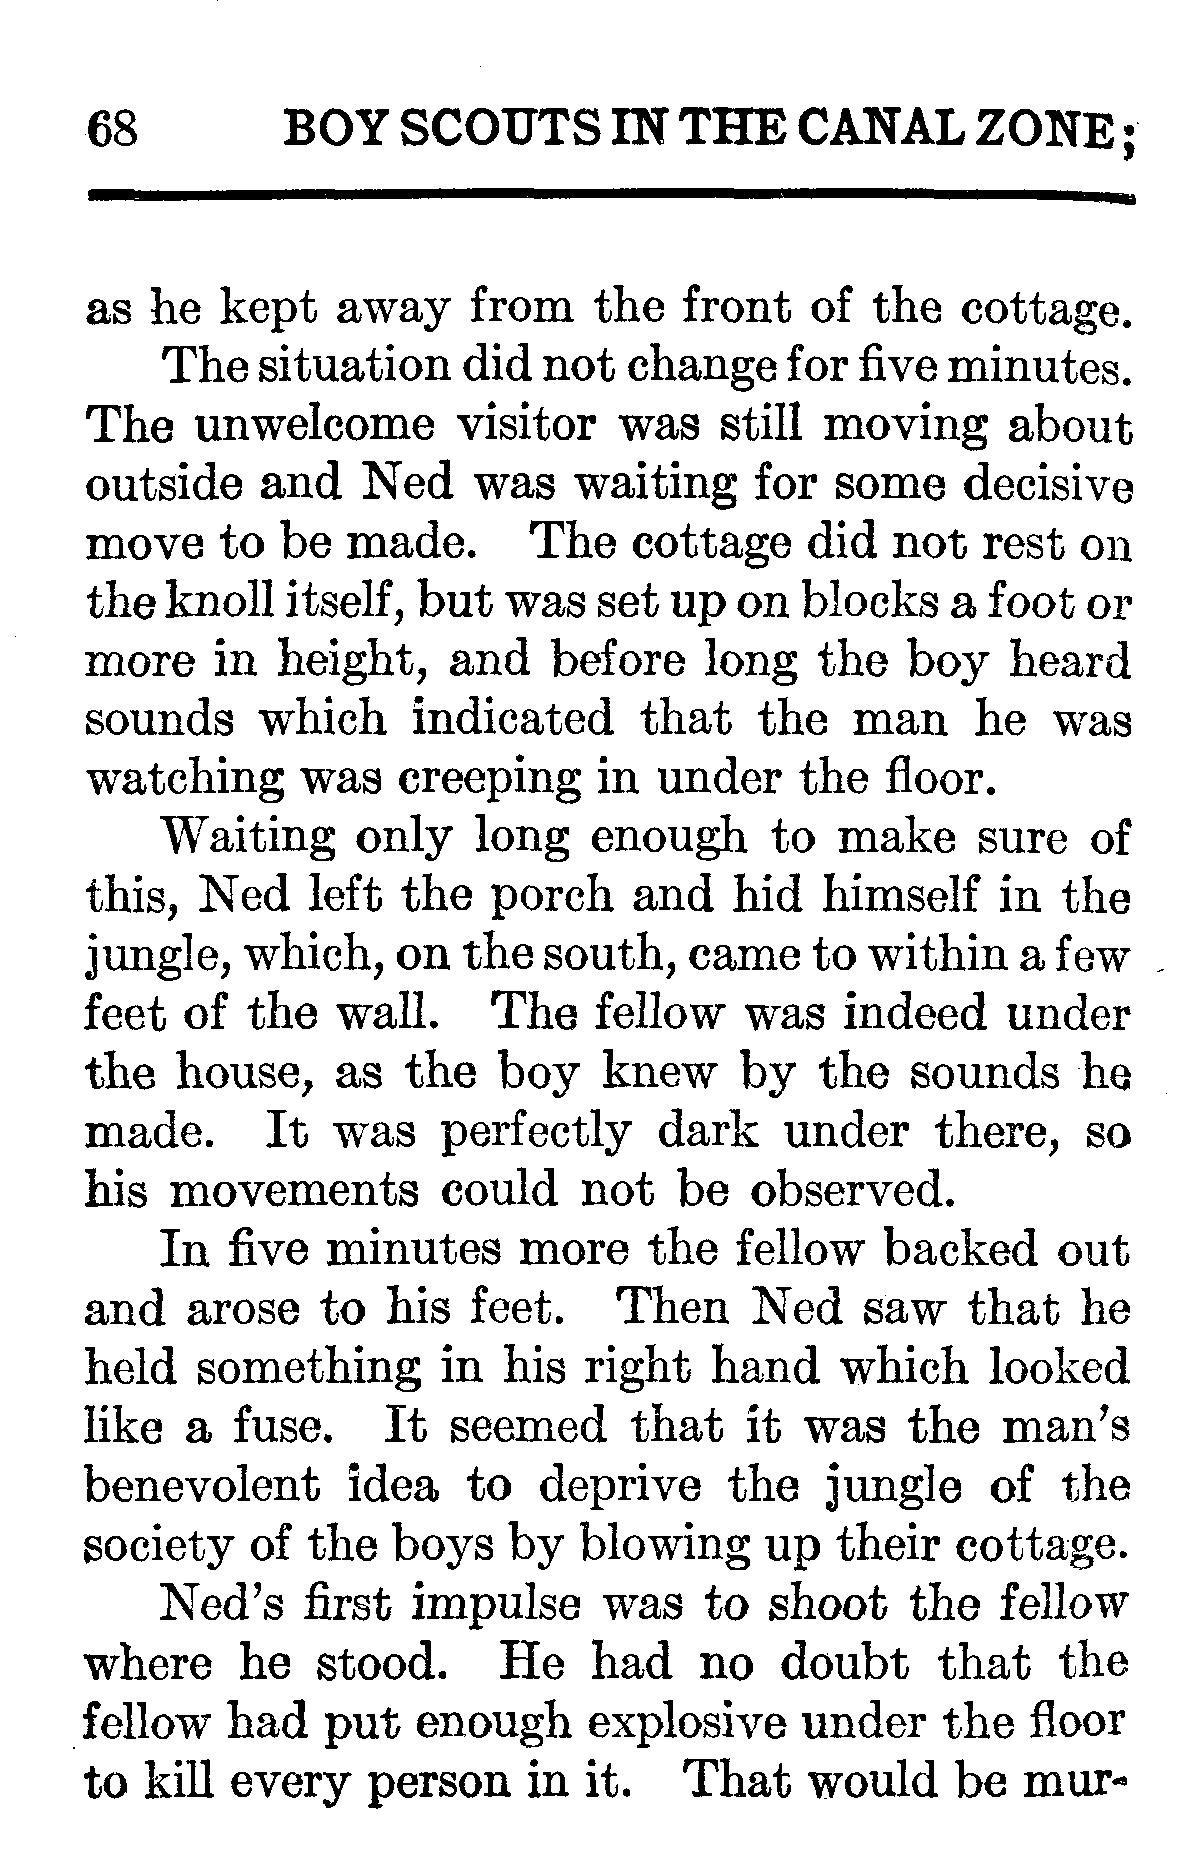 68 BOY SCOUTS IN THE CANAL ZONE;
as he kept away from the front of the cottage.
The situation did not change for five minutes.
The unwelcome visitor was still moving about
outside and Ned was waiting for some decisive
move to be made. The cottage did not rest on
the knoll itself, but was set up on blocks a foot or
more in height, and before long the boy heard
sounds which indicated that the man he was
watching was creeping in under the floor.
Waiting only long enough to make sure of
this, Ned left the porch and hid himself in the
jungle, which, on the south, came to within a few
feet of the wall. The fellow was indeed under
the house, as the boy knew by the sounds he
made. It was perfectly dark under there, so
his movements could not be observed.
In five minutes more the fellow backed out
and arose to his feet. Then Ned saw that he
held something in his right hand which looked
like a fuse. It seemed that it was the man's
benevolent idea to deprive the jungle of the
society of the boys by blowing up their cottage.
Ned's first impulse was to shoot the fellow
where he stood. He had no doubt that the
fellow had put enough explosive under the floor
to kill every person in it. That would be mur-